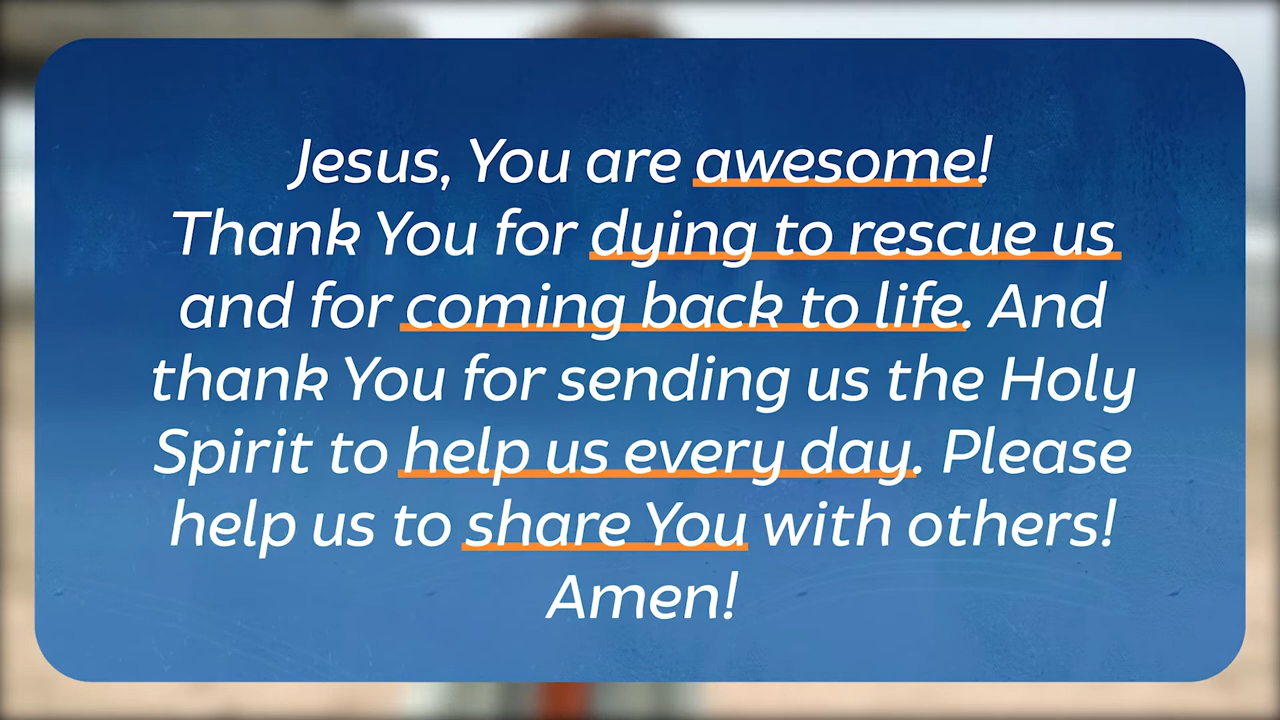 Jesus, You are awesome!
Thank You for dying to rescue us
and for coming back to life. And
thank You for sending us the Holy
Spirit to help us every day. Please
help us to share You with others!
Amen!